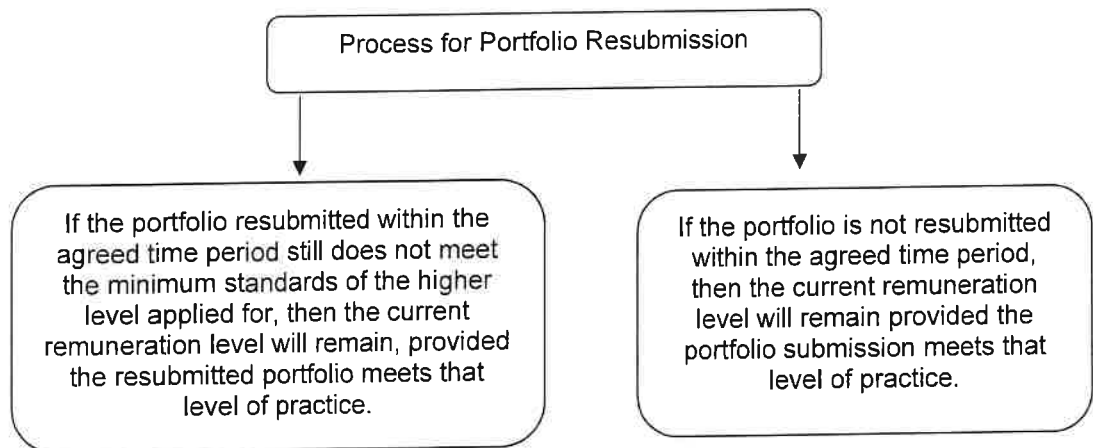 Process for Portfolio Resubmission
If the portfolio resubmitted within the
agreed time period still does not meet
the minimum standards of the higher
level applied for, then the current
remuneration level will remain, provided
the resubmitted portfolio meets that
level of practice.
If the portfolio is not resubmitted
within the agreed time period,
then the current remuneration
level will remain provided the
portfolio submission meets that
level of practice.